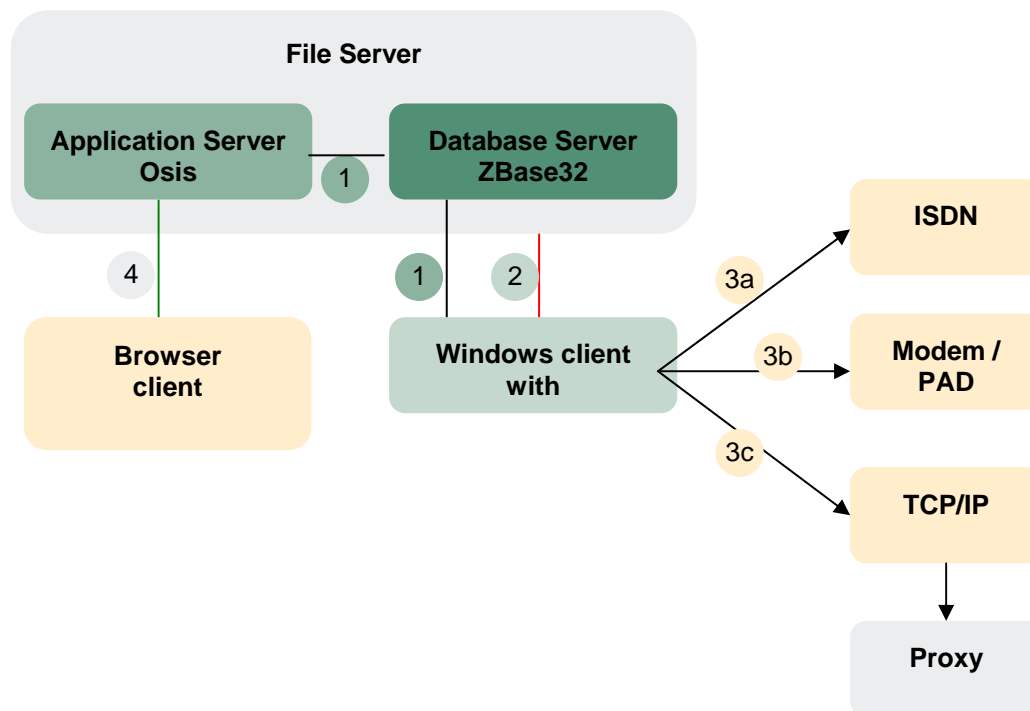 File Server
Application Server
Osis
1
Database Server
ZBase32
ISDN
4
1
2
3a
Browser
client
Windows client
with
3b
Modem /
PAD
3c
TCP/IP
Proxy